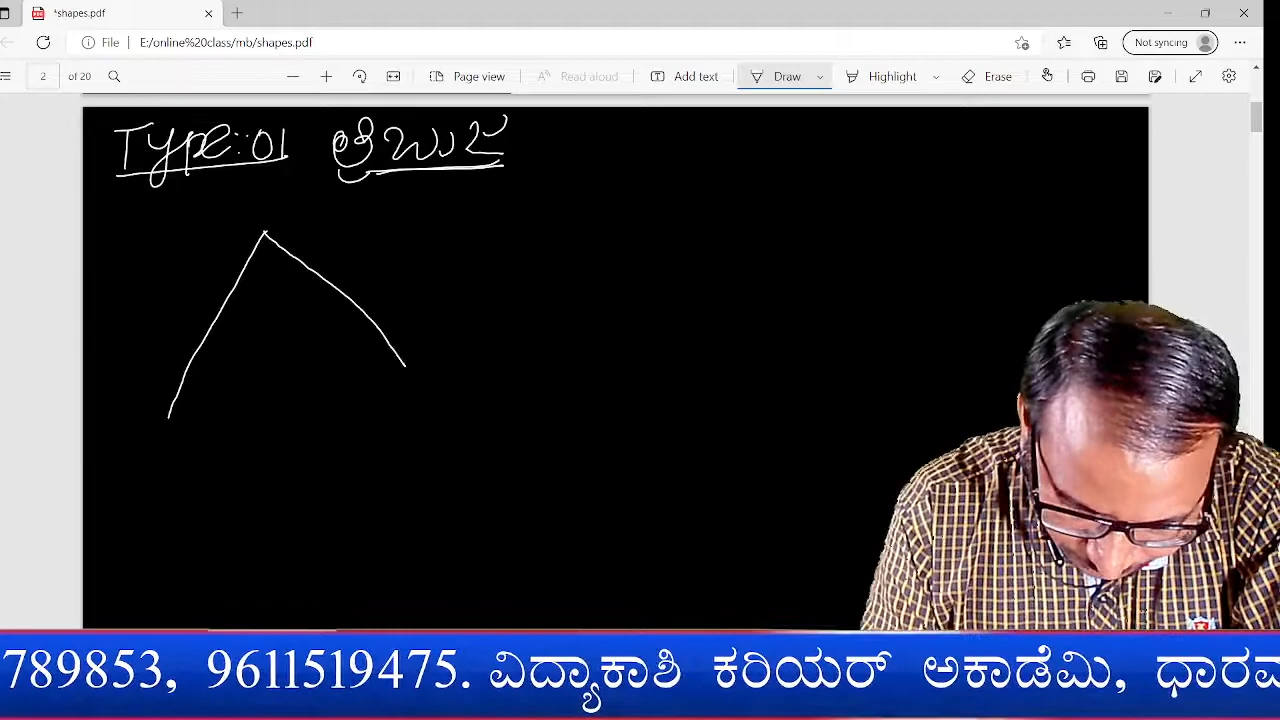 *shapes.pdf
File E:/online%20class/mb/shapes.pdf Not syncing
2 of 20 Page view Read aloud Add text Draw Highlight Erase
Type:01 ತ್ರಿಬುಜ
789853, 9611519475. ವಿದ್ಯಾಕಾಶಿ ಕರಿಯರ್ ಅಕಾಡೆಮಿ, ಧಾರವಾ